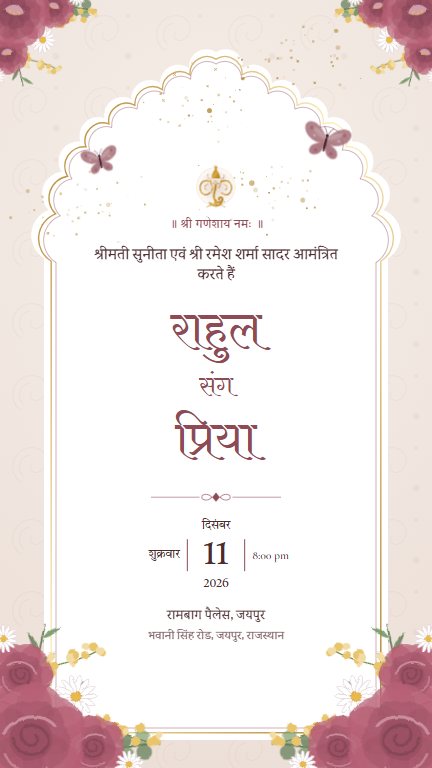 ॥ श्री गणेशाय नमः ॥
श्रीमती सुनीता एवं श्री रमेश शर्मा सादर आमंत्रित
करते हैं
राहुल
संग
प्रिया
दिसंबर
शुक्रवार 11 8:00 pm
2026
रामबाग पैलेस, जयपुर
भवानी सिंह रोड, जयपुर, राजस्थान